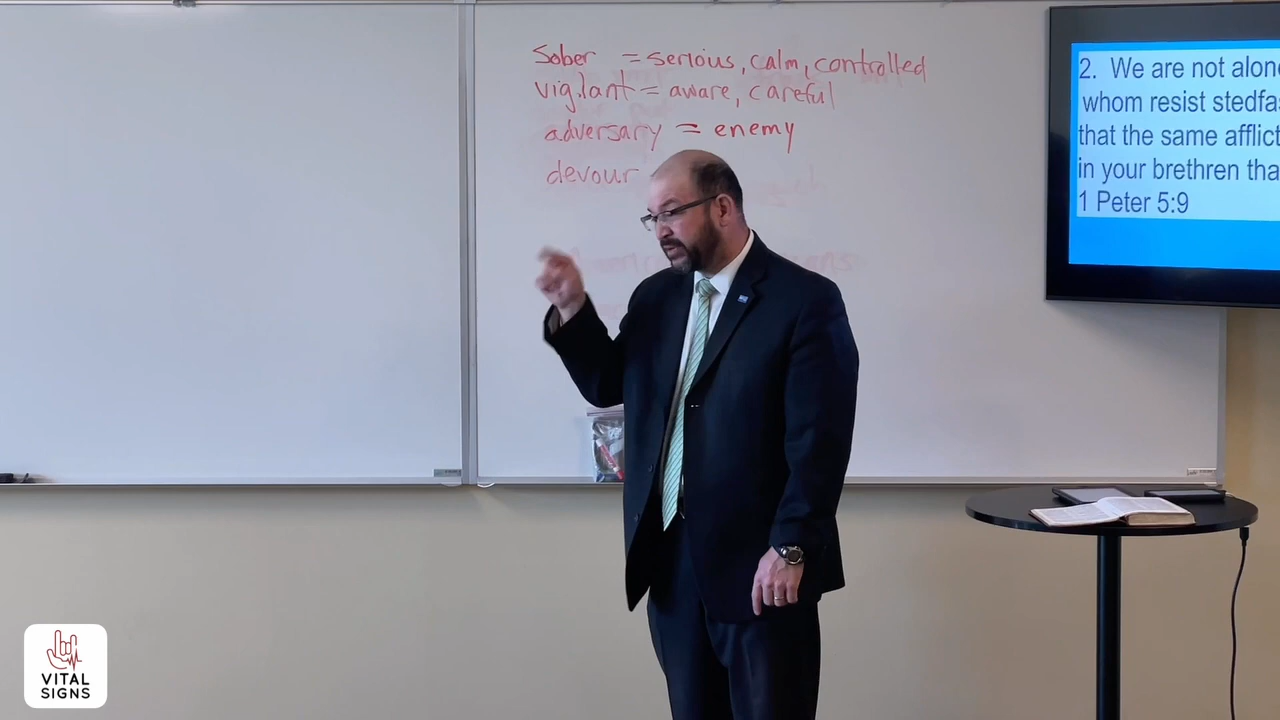 Sober = serious, calm, controlled
vigilant = aware, careful
adversary = enemy
devour
2. We are not alon
whom resist stedfa
that the same afflict
in your brethren tha
1 Peter 5:9
VITAL
SIGNS